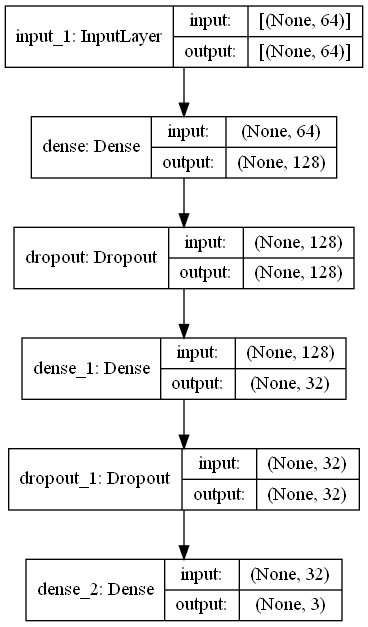 input_1: InputLayer
input:
[(None, 64)]
output:
[(None, 64)]
dense: Dense
input:
(None, 64)
output:
(None, 128)
dropout: Dropout
input:
(None, 128)
output:
(None, 128)
dense_1: Dense
input:
(None, 128)
output:
(None, 32)
dropout_1: Dropout
input:
(None, 32)
output:
(None, 32)
dense_2: Dense
input:
(None, 32)
output:
(None, 3)